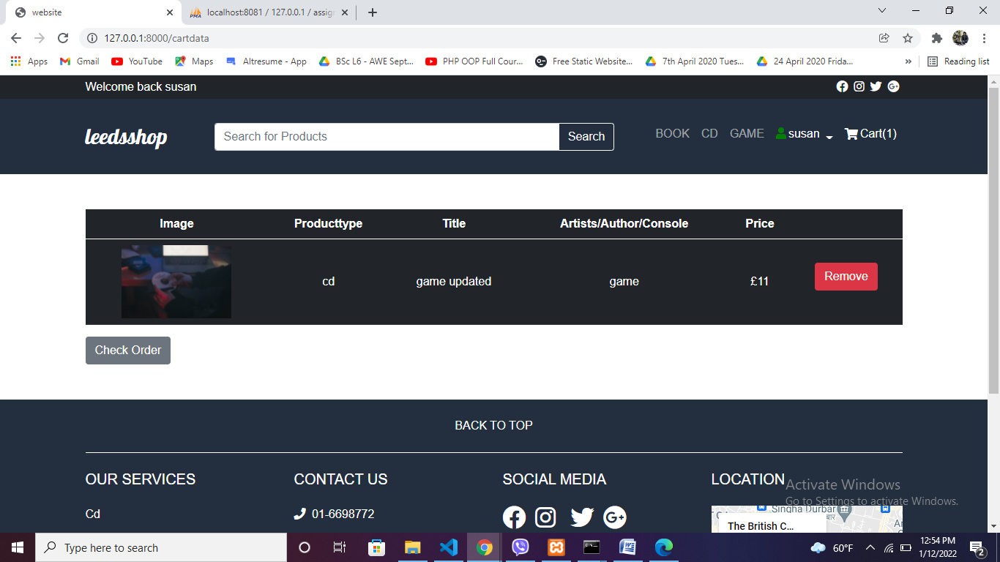 website
localhost:8081 / 127.0.0.1 / assig
127.0.0.1:8000/cartdata
Apps Gmail YouTube Maps Altresume - App BSc L6 - AWE Sept... PHP OOP Full Cour... Free Static Website... 7th April 2020 Tues... 24 April 2020 Frida... » Reading list
Welcome back susan
leedsshop Search for Products Search BOOK CD GAME susan Cart(1)
Image Producttype Title Artists/Author/Console Price
cd game updated game £11 Remove
Check Order
BACK TO TOP
OUR SERVICES CONTACT US SOCIAL MEDIA LOCATION
Activate Windows
Go to Settings to activate Windows.
Singha Durbar
Cd 01-6698772
The British C...
Type here to search 60°F 12:54 PM
1/12/2022 2